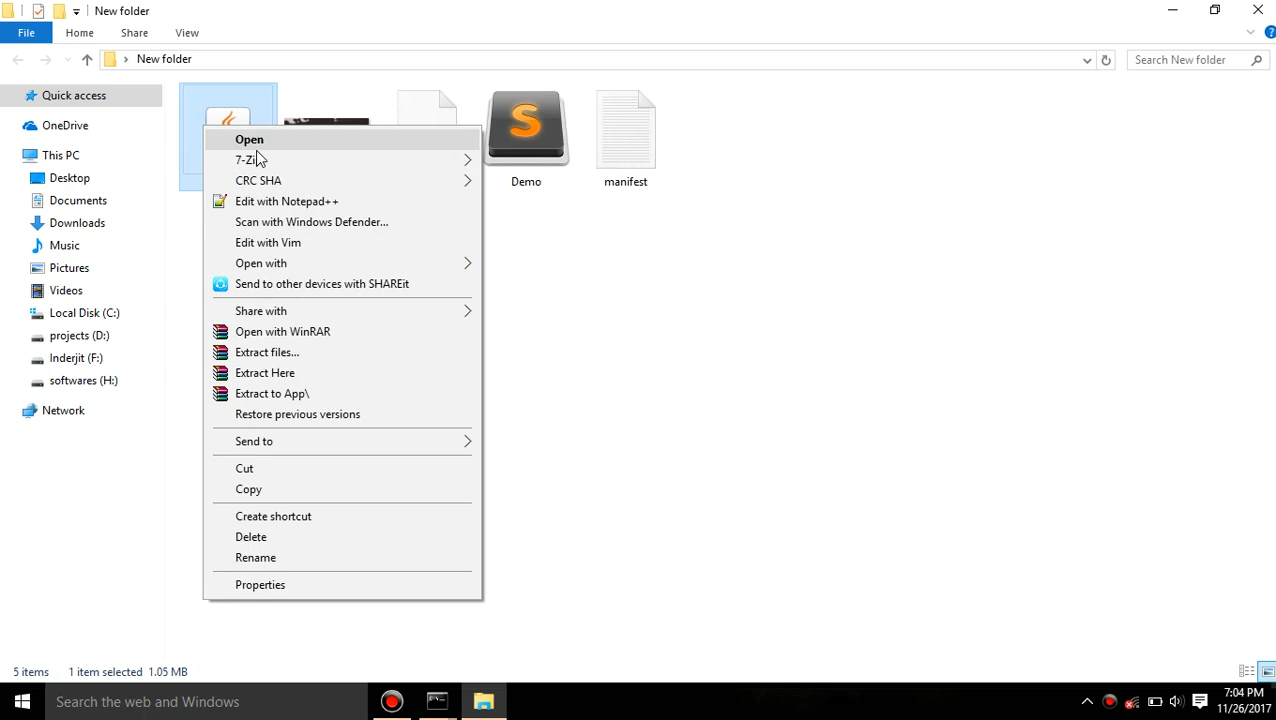 New folder
File Home Share View
New folder
Search New folder
Quick access
OneDrive
This PC
Desktop
Documents
Downloads
Music
Pictures
Videos
Local Disk (C:)
projects (D:)
Inderjit (F:)
softwares (H:)
Network
Open
7-Zi
CRC SHA
Edit with Notepad++
Scan with Windows Defender...
Edit with Vim
Open with
Send to other devices with SHAREit
Share with
Open with WinRAR
Extract files...
Extract Here
Extract to App\
Restore previous versions
Send to
Cut
Copy
Create shortcut
Delete
Rename
Properties
S
Demo
manifest
5 items 1 item selected 1.05 MB
Search the web and Windows
7:04 PM
11/26/2017